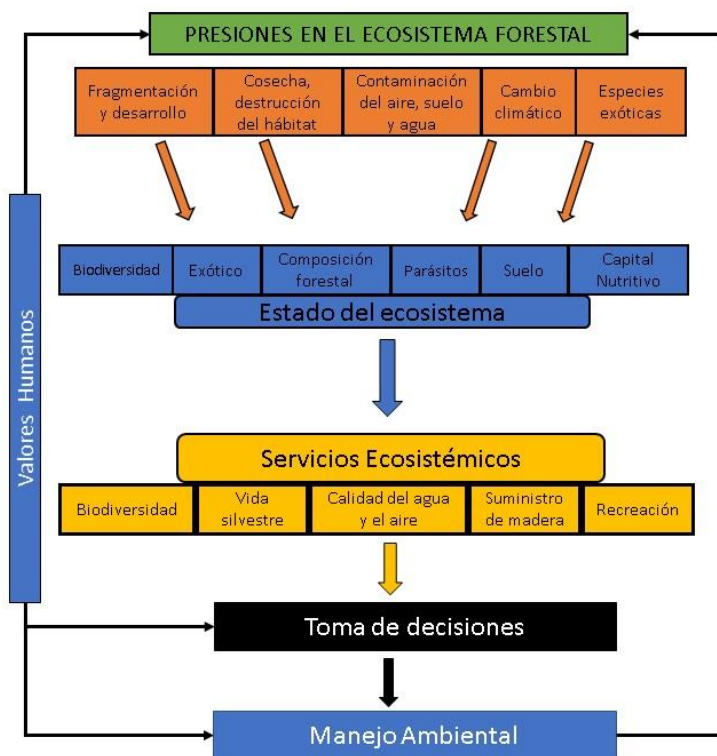 PRESIONES EN EL ECOSISTEMA FORESTAL
Fragmentación
y desarrollo
Cosecha,
destrucción
del hábitat
Contaminación
del aire, suelo
y agua
Cambio
climático
Especies
exóticas
Valores Humanos
Biodiversidad
Exótico
Composición
forestal
Parásitos
Suelo
Capital
Nutritivo
Estado del ecosistema
Servicios Ecosistémicos
Biodiversidad
Vida
silvestre
Calidad del agua
y el aire
Suministro
de madera
Recreación
Toma de decisiones
Manejo Ambiental